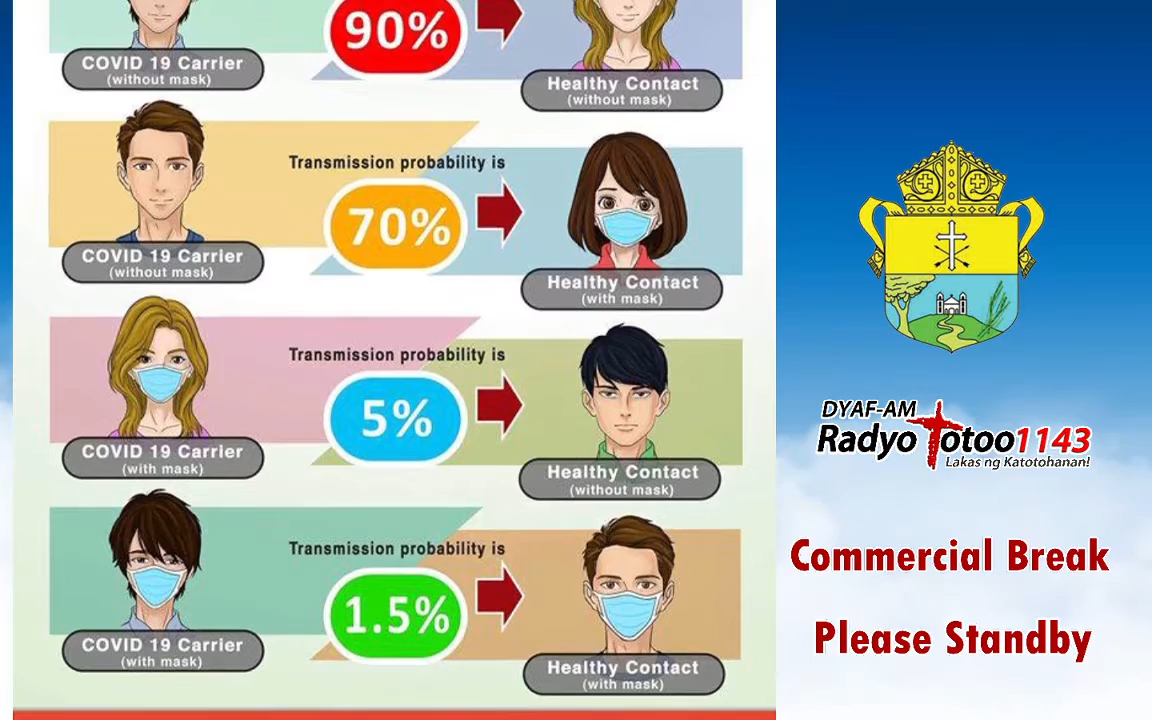 90%
COVID 19 Carrier
(without mask)
Healthy Contact
(without mask)
Transmission probability is
70%
COVID 19 Carrier
(without mask)
Healthy Contact
(with mask)
Transmission probability is
5%
COVID 19 Carrier
(with mask)
Healthy Contact
(without mask)
Transmission probability is
1.5%
COVID 19 Carrier
(with mask)
Healthy Contact
(with mask)
DYAF-AM
Radyo Totoo1143
Lakas ng Katotohanan!
Commercial Break
Please Standby